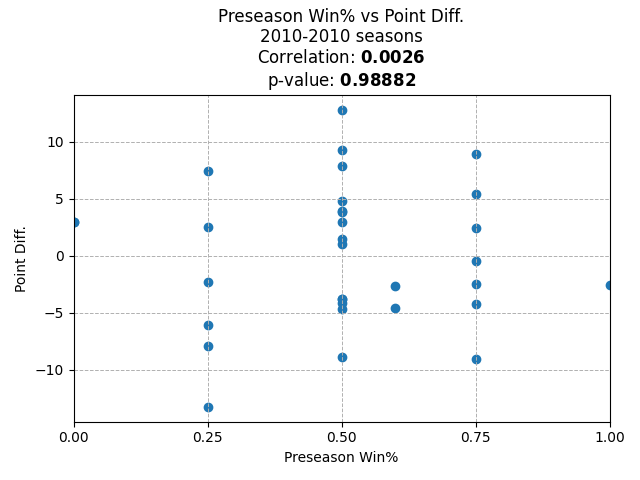 Preseason Win% vs Point Diff.
2010-2010 seasons
Correlation: 0.0026
p-value: 0.98882
10
5
0
−5
−10
Point Diff.
0.00 0.25 0.50 0.75 1.00
Preseason Win%